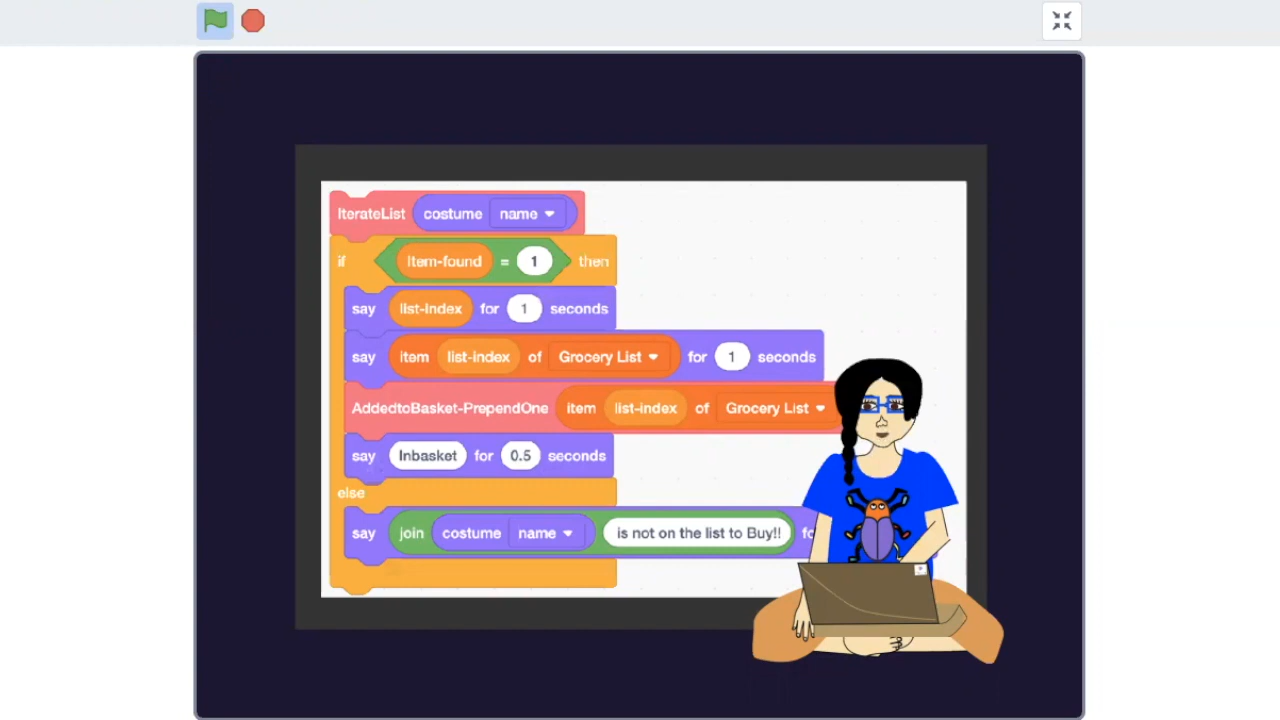 IterateList costume name
if Item-found = 1 then
say list-index for 1 seconds
say item list-index of Grocery List for 1 seconds
AddedtoBasket-PrependOne item list-index of Grocery List
say Inbasket for 0.5 seconds
else
say join costume name is not on the list to Buy!!